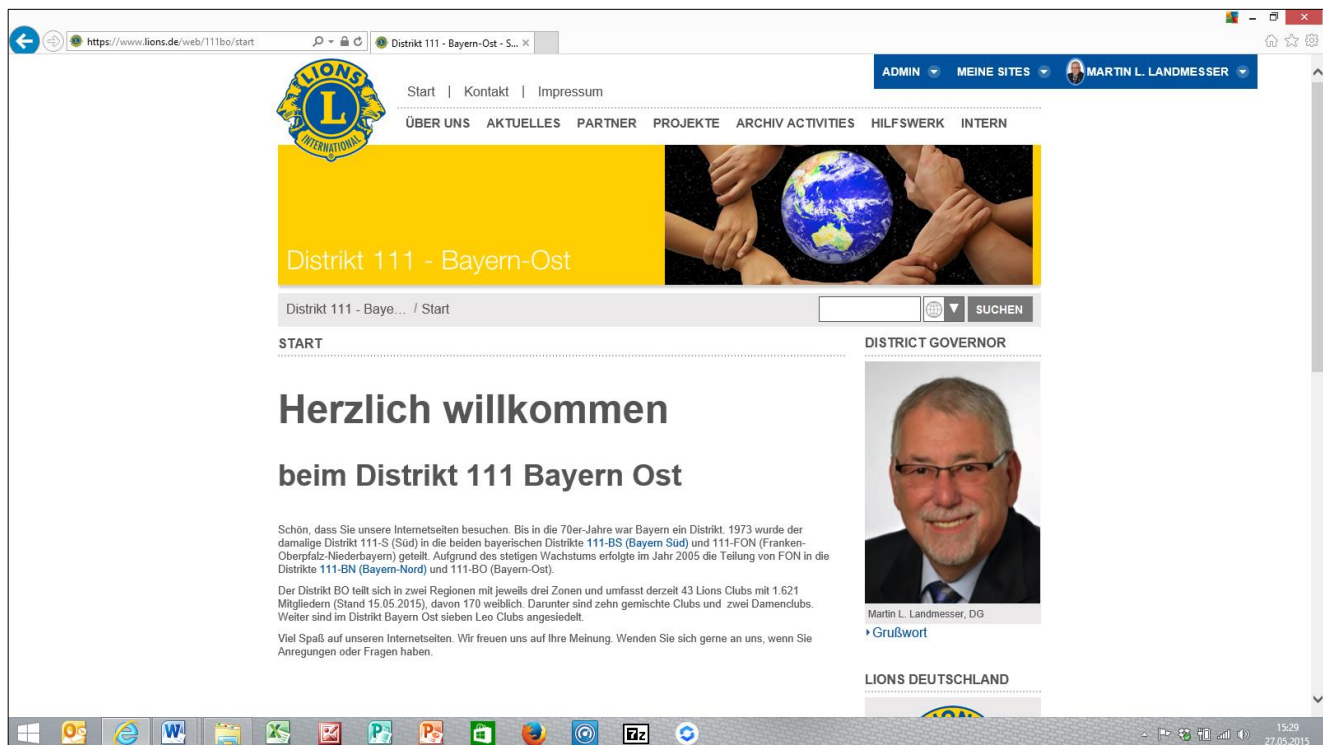 https://www.lions.de/web/111bo/start
Distrikt 111 - Bayern-Ost - S...
LIONS
L
INTERNATIONAL
Start | Kontakt | Impressum
ADMIN MEINE SITES MARTIN L. LANDMESSER
ÜBER UNS AKTUELLES PARTNER PROJEKTE ARCHIV ACTIVITIES HILFSWERK INTERN
Distrikt 111 - Bayern-Ost
Distrikt 111 - Baye... / Start
SUCHEN
START
Herzlich willkommen
beim Distrikt 111 Bayern Ost
Schön, dass Sie unsere Internetseiten besuchen. Bis in die 70er-Jahre war Bayern ein Distrikt. 1973 wurde der
damalige Distrikt 111-S (Süd) in die beiden bayerischen Distrikte 111-BS (Bayern Süd) und 111-FON (Franken-
Oberpfalz-Niederbayern) geteilt. Aufgrund des stetigen Wachstums erfolgte im Jahr 2005 die Teilung von FON in die
Distrikte 111-BN (Bayern-Nord) und 111-BO (Bayern-Ost).
Der Distrikt BO teilt sich in zwei Regionen mit jeweils drei Zonen und umfasst derzeit 43 Lions Clubs mit 1.621
Mitgliedern (Stand 15.05.2015), davon 170 weiblich. Darunter sind zehn gemischte Clubs und zwei Damenclubs.
Weiter sind im Distrikt Bayern Ost sieben Leo Clubs angesiedelt.
Viel Spaß auf unseren Internetseiten. Wir freuen uns auf Ihre Meinung. Wenden Sie sich gerne an uns, wenn Sie
Anregungen oder Fragen haben.
DISTRICT GOVERNOR
Martin L. Landmesser, DG
Grußwort
LIONS DEUTSCHLAND
7z
15:29
27.05.2015